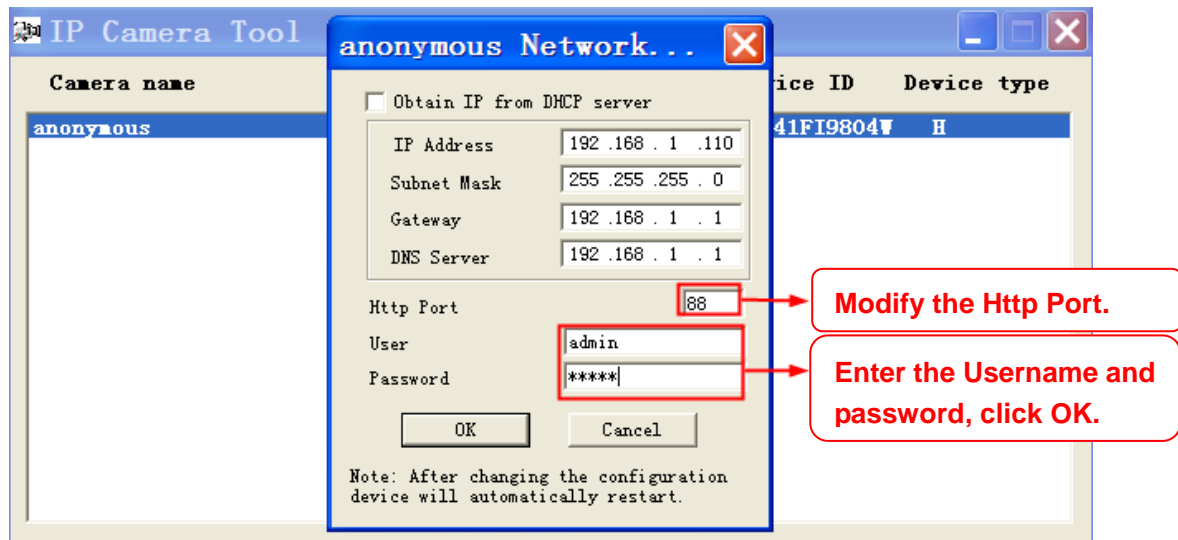 IP Camera Tool
anonymous Network...
Camera name
ice ID Device type
anonymous
41FI9804W H
Obtain IP from DHCP server
IP Address 192 .168 . 1 .110
Subnet Mask 255 .255 .255 . 0
Gateway 192 .168 . 1 . 1
DNS Server 192 .168 . 1 . 1
Http Port 88
Modify the Http Port.
User admin
Password *****
Enter the Username and
password, click OK.
OK Cancel
Note: After changing the configuration
device will automatically restart.